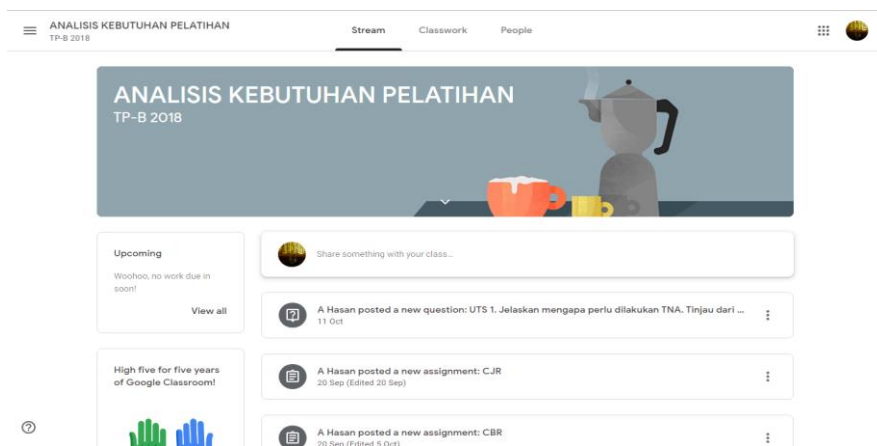 ANALISIS KEBUTUHAN PELATIHAN
TP-B 2018
Stream
Classwork
People
ANALISIS KEBUTUHAN PELATIHAN
TP-B 2018
Upcoming
Woohoo, no work due in
soon!
View all
High five for five years
of Google Classroom!
Share something with your class...
A Hasan posted a new question: UTS 1. Jelaskan mengapa perlu dilakukan TNA. Tinjau dari ...
11 Oct
A Hasan posted a new assignment: CJR
20 Sep (Edited 20 Sep)
A Hasan posted a new assignment: CBR
20 Sep (Edited 5 Oct)